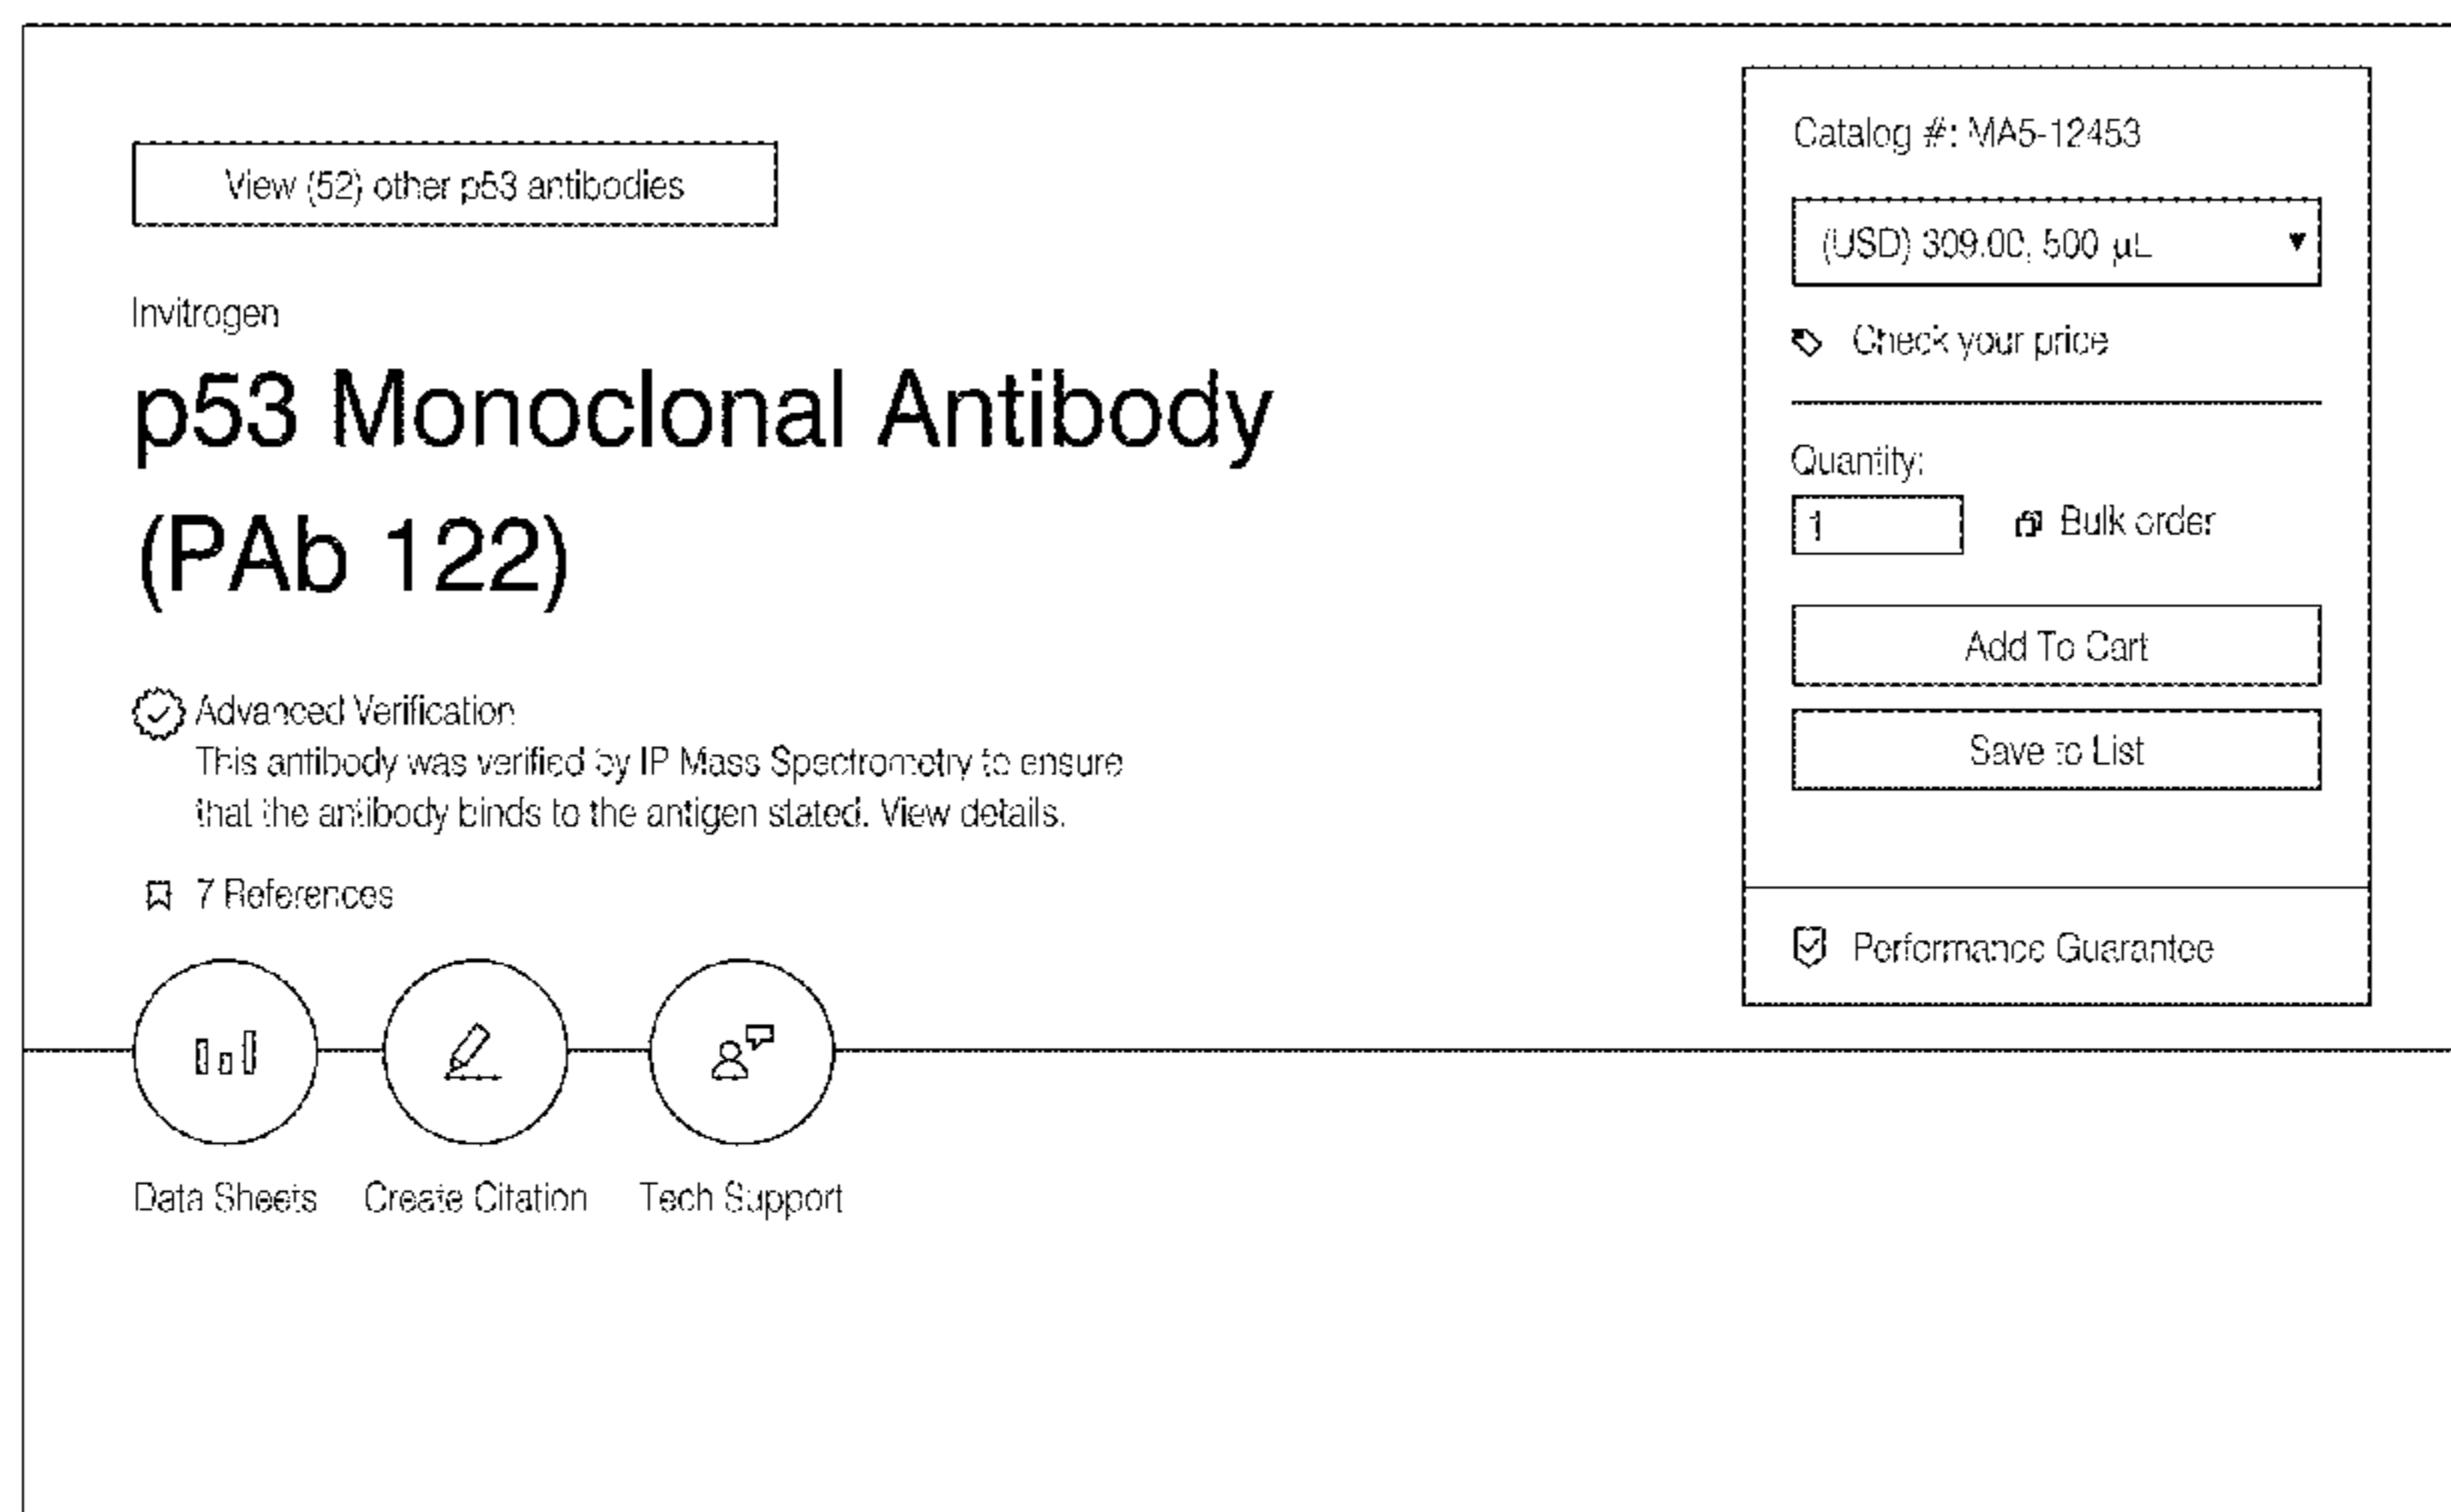 View (52) other p53 antibodies
Invitrogen
p53 Monoclonal Antibody
(PAb 122)
Advanced Verification
This antibody was verified by IP Mass Spectrometry to ensure
that the antibody binds to the antigen stated. View details.
7 References
Data Sheets
Create Citation
Tech Support
Catalog #: MA5-12453
(USD) 309.00, 500 µL
Check your price
Quantity:
1
Bulk order
Add To Cart
Save to List
Performance Guarantee